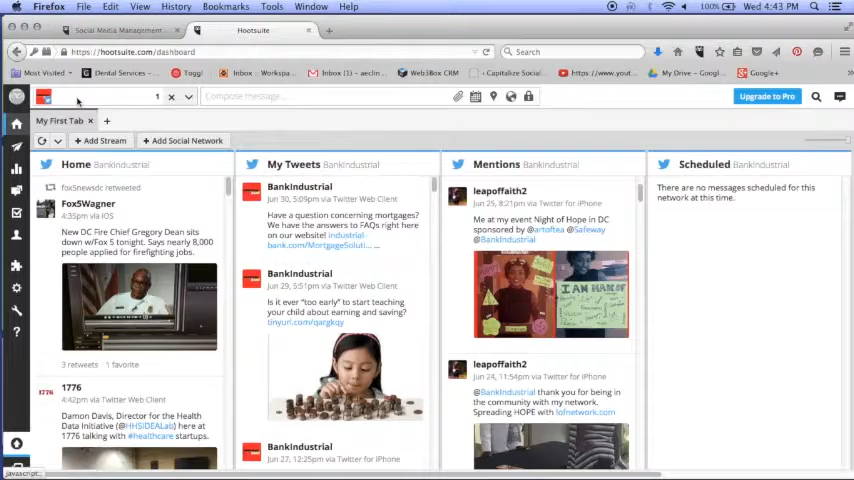 Firefox File Edit View History Bookmarks Tools Window Help 100% Wed 4:43 PM
Social Media Management... Hootsuite
https://hootsuite.com/dashboard Search
Most Visited Dental Services - ... Toggl Inbox :: Workspa... Inbox (1) - aeclin... Web3Box CRM Capitalize Social... https://www.yout... My Drive - Googl... Google+
1 Compose message... Upgrade to Pro
My First Tab
Add Stream Add Social Network
Home BankIndustrial
fox5newsdc retweeted
Fox5Wagner
4:35pm via iOS
New DC Fire Chief Gregory Dean sits
down w/Fox 5 tonight. Says nearly 8,000
people applied for firefighting jobs.
3 retweets 1 favorite
1776
1776
4:42pm via Twitter Web Client
Damon Davis, Director for the Health
Data Initiative (@HHSIDEALab) here at
1776 talking with #healthcare startups.
My Tweets BankIndustrial
BankIndustrial
Jun 30, 5:09pm via Twitter Web Client
Have a question concerning mortgages?
We have the answers to FAQs right here
on our website! industrial-
bank.com/MortgageSoluti... ...
BankIndustrial
Jun 29, 5:51pm via Twitter Web Client
Is it ever “too early” to start teaching
your child about earning and saving?
tinyurl.com/qargkqy
BankIndustrial
Jun 27, 12:25pm via Twitter Web Client
Mentions BankIndustrial
leapoffaith2
Jun 25, 8:21pm via Twitter for iPhone
Me at my event Night of Hope in DC
sponsored by @artoftea @Safeway
@BankIndustrial
I AM
leapoffaith2
Jun 24, 11:54pm via Twitter for iPhone
@BankIndustrial thank you for being in
the community with my network.
Spreading HOPE with lofnetwork.com
Scheduled BankIndustrial
There are no messages scheduled for this
network at this time.
javascript: